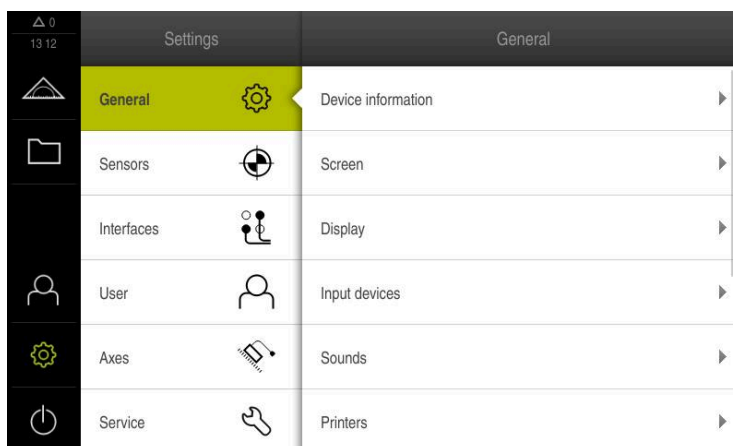 0
13 12
Settings
General
General
Sensors
Interfaces
User
Axes
Service
Device information
Screen
Display
Input devices
Sounds
Printers